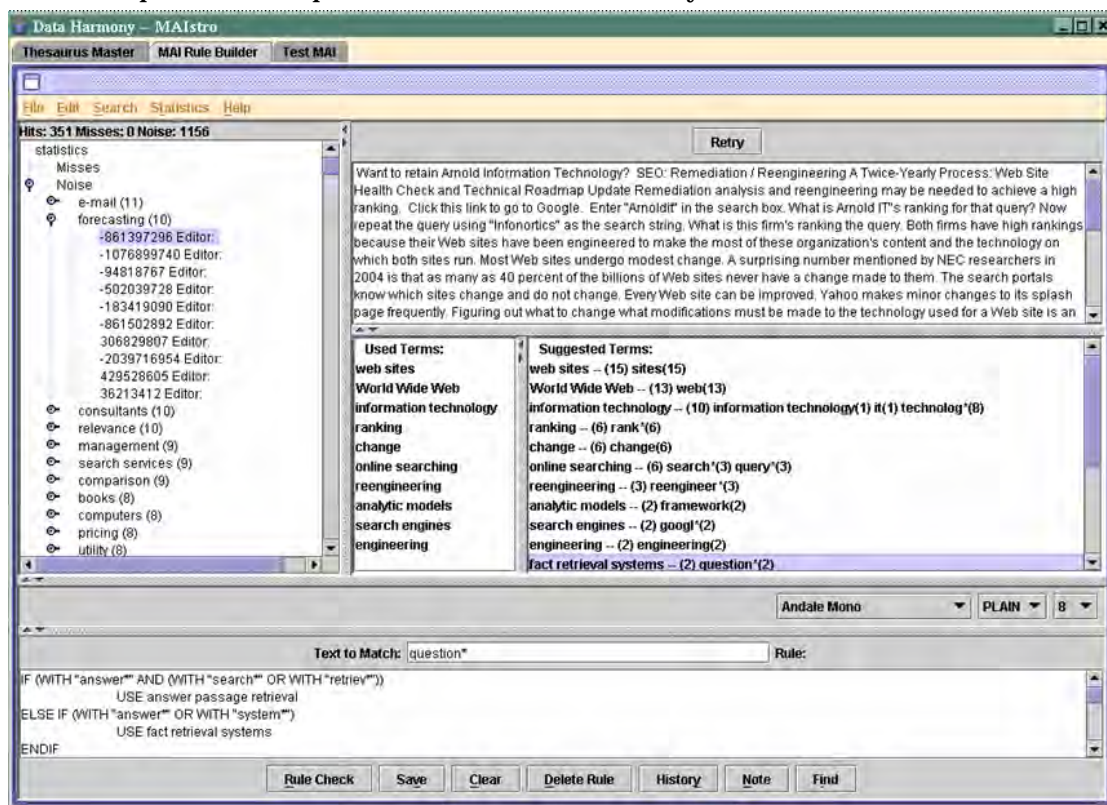 Data Harmony – MAIstro
Thesaurus Master MAI Rule Builder Test MAI
File Edit Search Statistics Help
Hits: 351 Misses: 0 Noise: 1156
statistics
Misses
Noise
e-mail (11)
forecasting (10)
-861397296 Editor:
-1076899740 Editor:
-94818767 Editor:
-502039728 Editor:
-183419090 Editor:
-861502892 Editor:
306829807 Editor:
-2039716954 Editor:
429528605 Editor:
36213412 Editor:
consultants (10)
relevance (10)
management (9)
search services (9)
comparison (9)
books (8)
computers (8)
pricing (8)
utility (8)
Retry
Want to retain Arnold Information Technology? SEO: Remediation / Reengineering A Twice-Yearly Process: Web Site
Health Check and Technical Roadmap Update Remediation analysis and reengineering may be needed to achieve a high
ranking. Click this link to go to Google. Enter "Arnoldit" in the search box. What is Arnold IT"s ranking for that query? Now
repeat the query using "Infonortics" as the search string. What is this firm's ranking the query. Both firms have high rankings
because their Web sites have been engineered to make the most of these organization's content and the technology on
which both sites run. Most Web sites undergo modest change. A surprising number mentioned by NEC researchers in
2004 is that as many as 40 percent of the billions of Web sites never have a change made to them. The search portals
know which sites change and do not change. Every Web site can be improved. Yahoo makes minor changes to its splash
page frequently. Figuring out what to change what modifications must be made to the technology used for a Web site is an
Used Terms:
web sites
World Wide Web
information technology
ranking
change
online searching
reengineering
analytic models
search engines
engineering
Suggested Terms:
web sites -- (15) sites(15)
World Wide Web -- (13) web(13)
information technology -- (10) information technology(1) it(1) technolog*(8)
ranking -- (6) rank*(6)
change -- (6) change(6)
online searching -- (6) search*(3) query*(3)
reengineering -- (3) reengineer*(3)
analytic models -- (2) framework(2)
search engines -- (2) googl*(2)
engineering -- (2) engineering(2)
fact retrieval systems -- (2) question*(2)
Andale Mono PLAIN 8
Text to Match: question* Rule:
IF (WITH "answer*" AND (WITH "search*" OR WITH "retriev*"))
USE answer passage retrieval
ELSE IF (WITH "answer*" OR WITH "system*")
USE fact retrieval systems
ENDIF
Rule Check Save Clear Delete Rule History Note Find